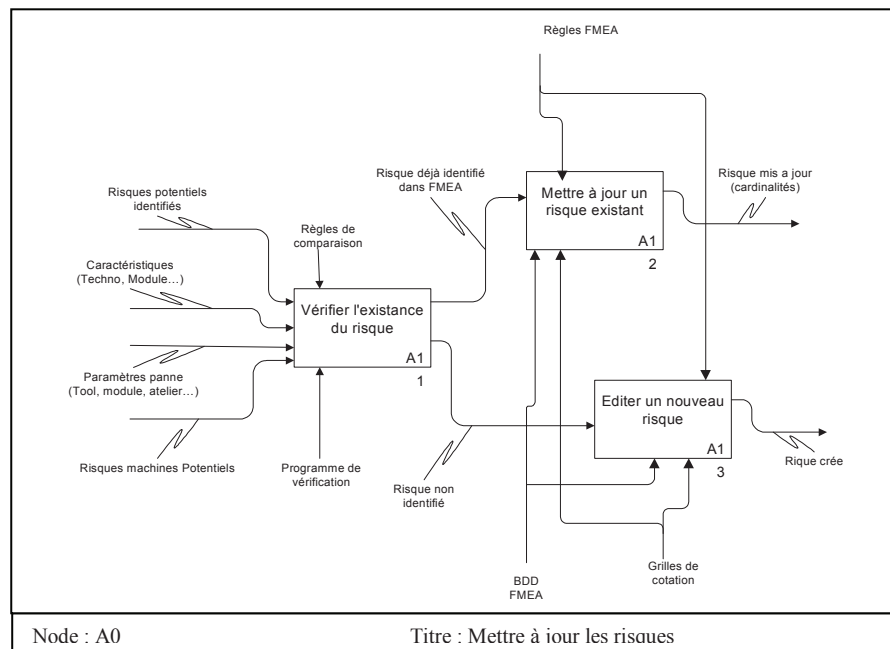 Règles FMEA
Risque déjà identifié
dans FMEA
Mettre à jour un
risque existant
A1
2
Risque mis a jour
(cardinalités)
Risques potentiels
identifiés
Règles de
comparaison
Caractéristiques
(Techno, Module…)
Vérifier l'existance
du risque
A1
1
Paramètres panne
(Tool, module, atelier…)
Editer un nouveau
risque
A1
3
Risques machines Potentiels
Programme de
vérification
Risque non
identifié
Rique crée
BDD
FMEA
Grilles de
cotation
Node : A0
Titre : Mettre à jour les risques